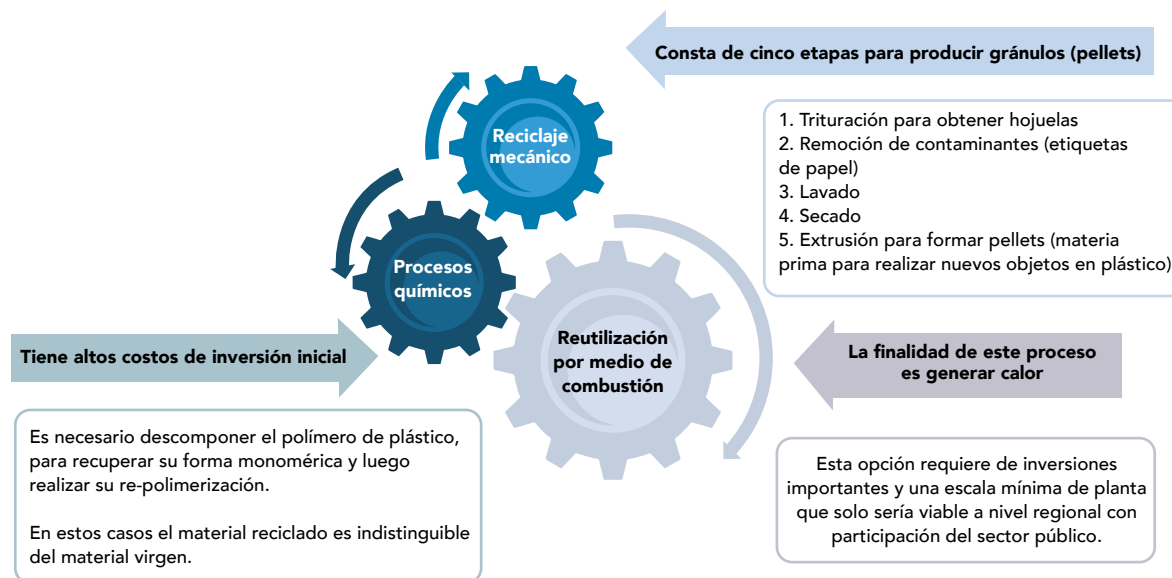 Consta de cinco etapas para producir gránulos (pellets)
Reciclaje
mecánico
1. Trituración para obtener hojuelas
2. Remoción de contaminantes (etiquetas
de papel)
3. Lavado
4. Secado
5. Extrusión para formar pellets (materia
prima para realizar nuevos objetos en plástico)
Procesos
químicos
Tiene altos costos de inversión inicial
Es necesario descomponer el polímero de plástico,
para recuperar su forma monomérica y luego
realizar su re-polimerización.
En estos casos el material reciclado es indistinguible
del material virgen.
Reutilización
por medio de
combustión
La finalidad de este proceso
es generar calor
Esta opción requiere de inversiones
importantes y una escala mínima de planta
que solo sería viable a nivel regional con
participación del sector público.